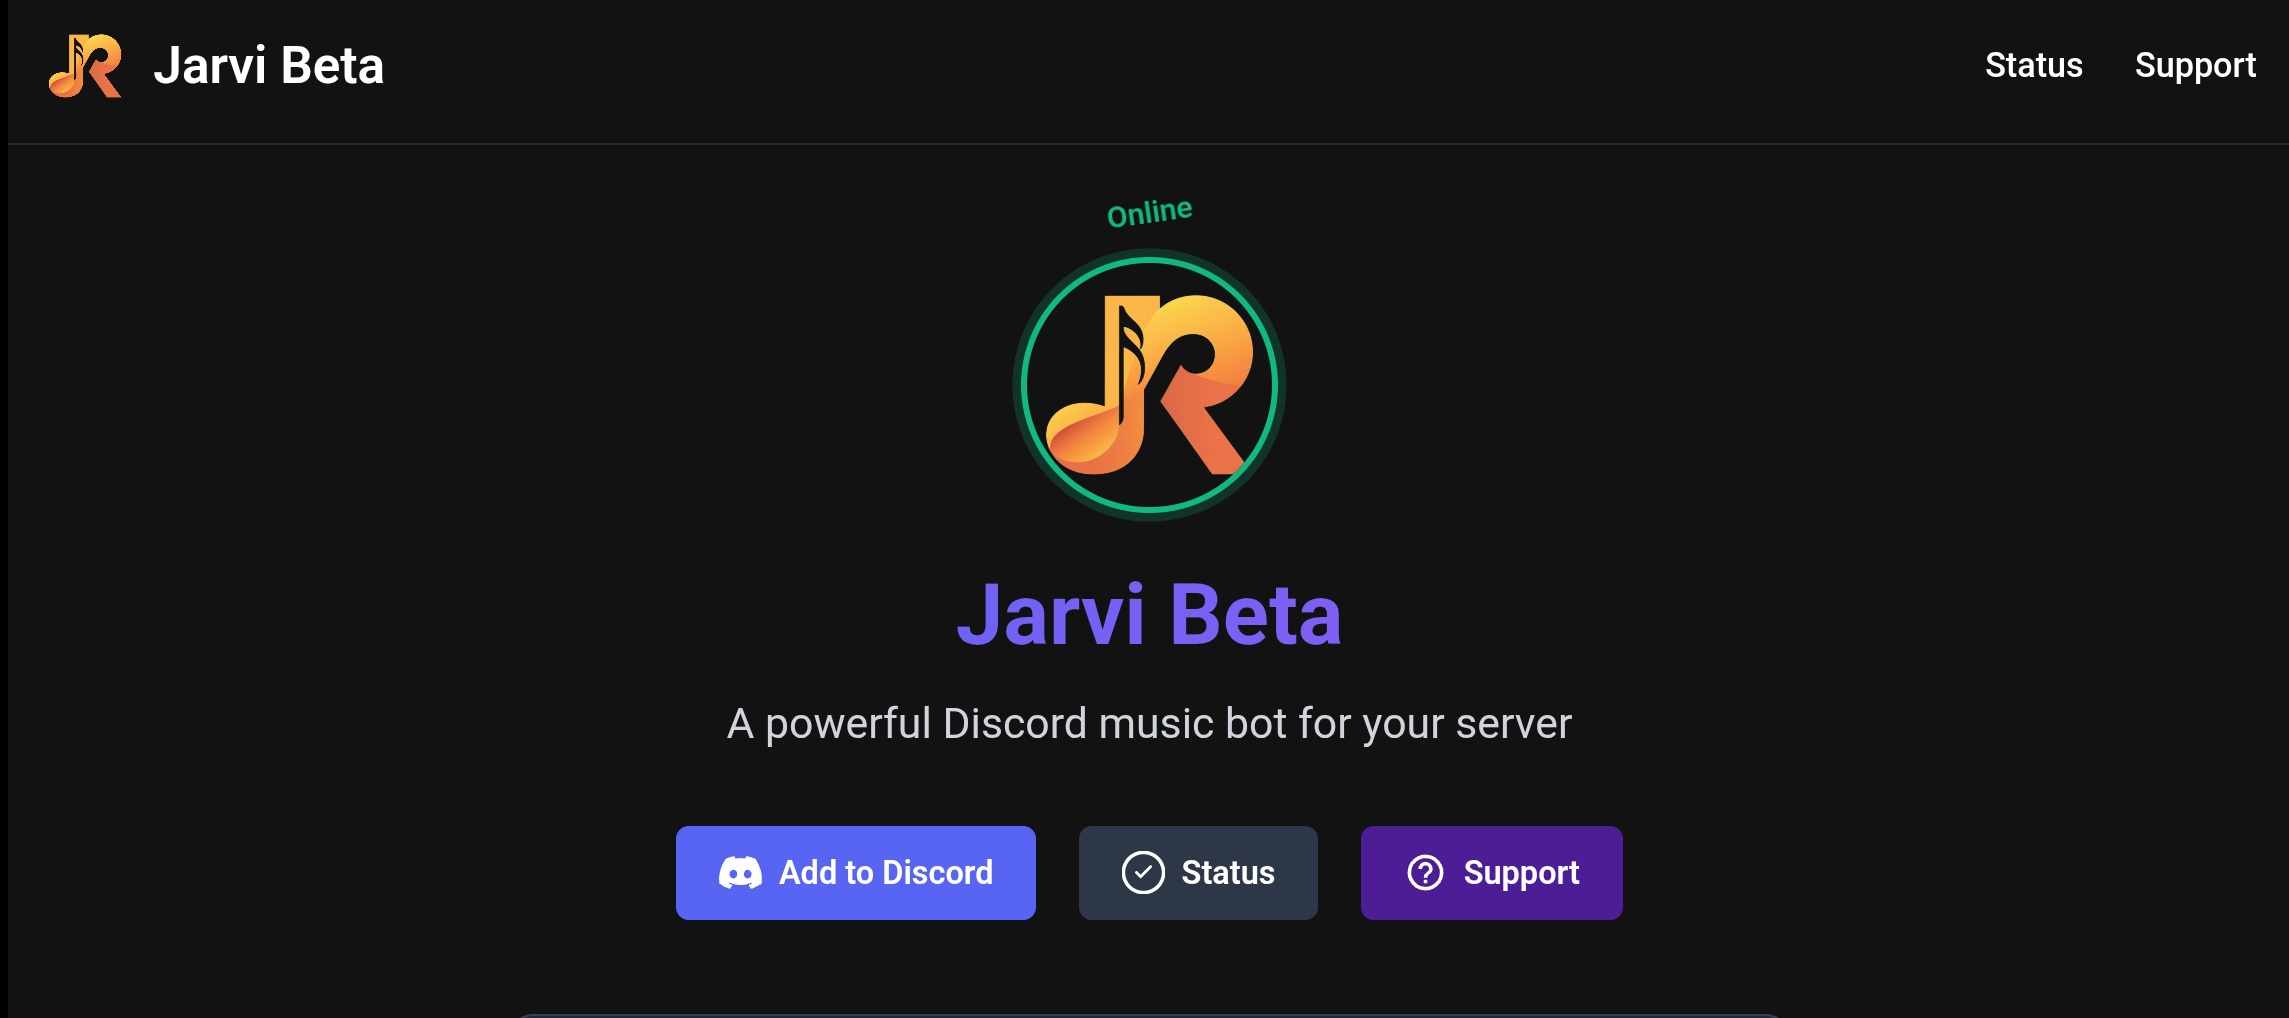 Jarvi Beta
Status
Support
Online
Jarvi Beta
A powerful Discord music bot for your server
Add to Discord
Status
Support